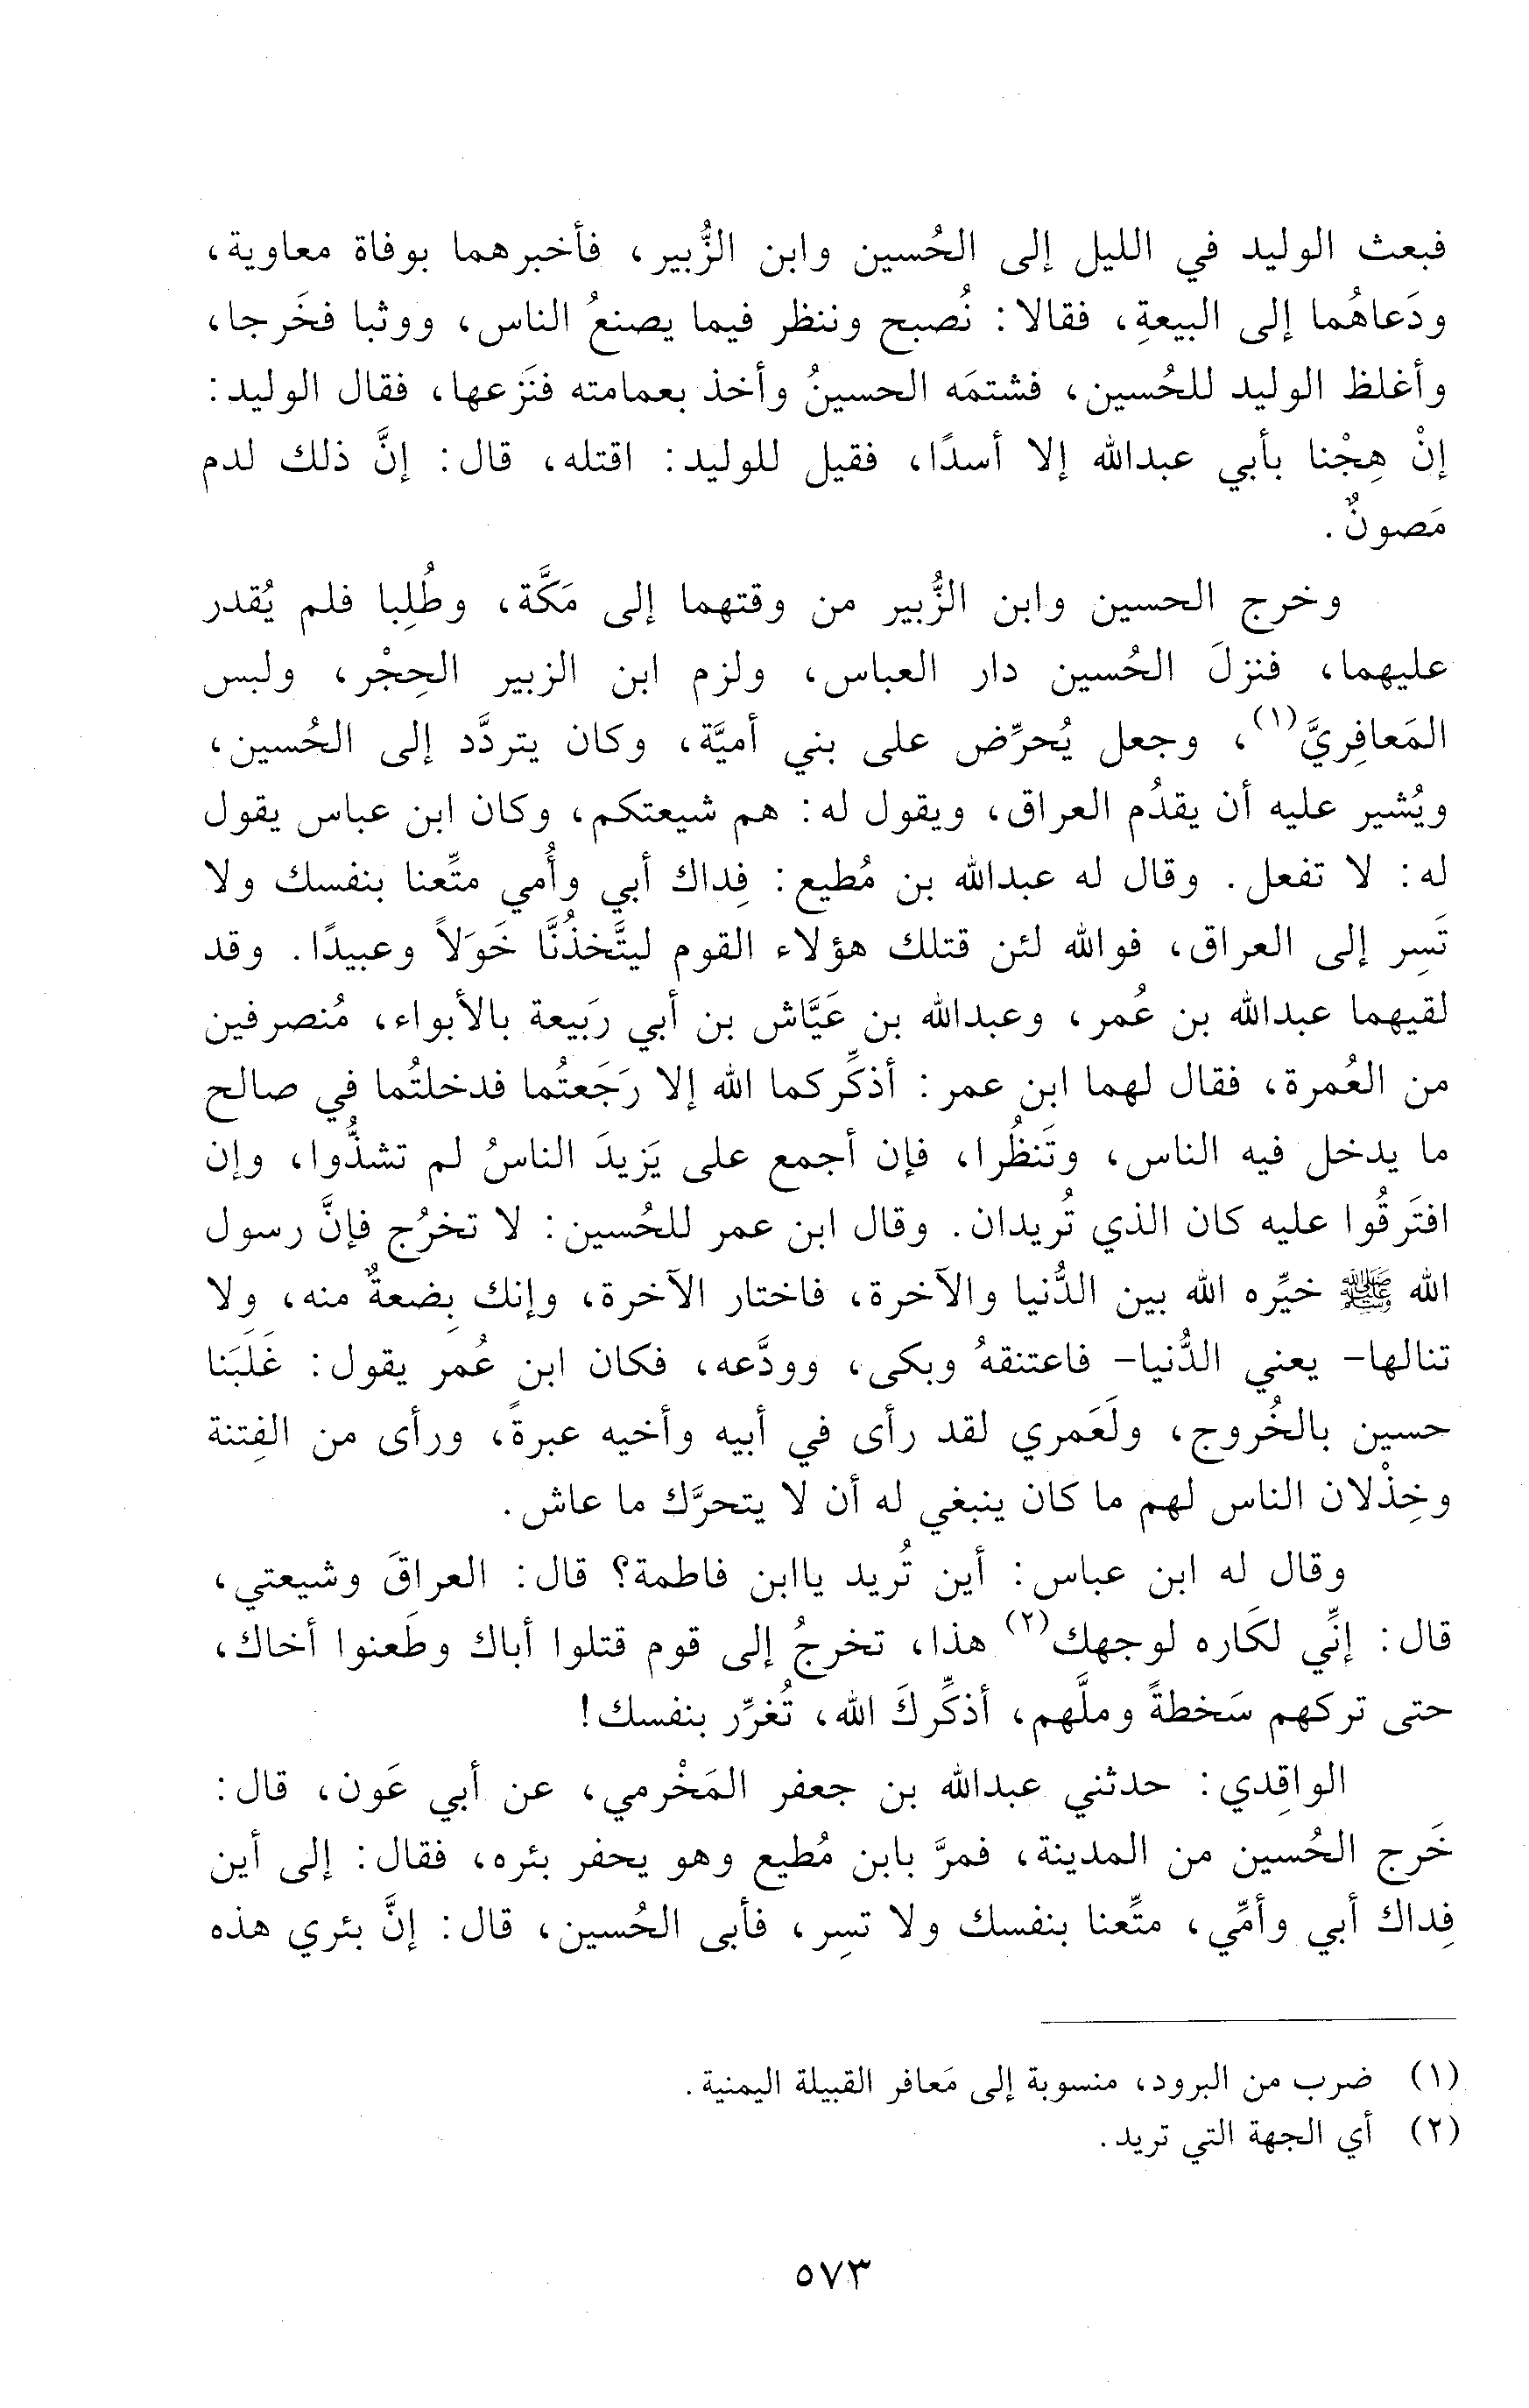 فبعث الوليد في الليل إلى الحُسين وابن الزُّبير، فأخبرهما بوفاة معاوية،
ودَعاهُما إلى البيعةِ، فقالا: نُصبح وننظر فيما يصنعُ الناس، ووثبا فخَرجا،
وأغلظ الوليد للحُسين، فشتمَه الحسينُ وأخذ بعمامته فنَزعها، فقال الوليد:
إنْ هِجْنا بأبي عبدالله إلا أسدًا، فقيل للوليد: اقتله، قال: إنَّ ذلك لدم
مَصونٌ.
وخرج الحسين وابن الزُّبير من وقتهما إلى مَكَّة، وطُلِبا فلم يُقدر
عليهما، فنزلَ الحُسين دار العباس، ولزم ابن الزبير الحِجْر، ولبس
المَعافِريَّ(١)، وجعل يُحرِّض على بني أميَّة، وكان يتردَّد إلى الحُسين،
ويُشير عليه أن يقدُم العراق، ويقول له: هم شيعتكم، وكان ابن عباس يقول
له: لا تفعل. وقال له عبدالله بن مُطيع: فِداك أبي وأُمي متِّعنا بنفسك ولا
تَسِر إلى العراق، فوالله لئن قتلك هؤلاء القوم ليتَّخذُنَّا خَوَلاً وعبيدًا. وقد
لقيهما عبدالله بن عُمر، وعبدالله بن عَيَّاش بن أبي رَبيعة بالأبواء، مُنصرفين
من العُمرة، فقال لهما ابن عمر: أذكِّركما الله إلا رَجَعتُما فدخلتُما في صالح
ما يدخل فيه الناس، وتَنظُرا، فإن أجمع على يَزيدَ الناسُ لم تشذُّوا، وإن
افتَرقُوا عليه كان الذي تُريدان. وقال ابن عمر للحُسين: لا تخرُج فإنَّ رسول
الله ﷺ خيِّره الله بين الدُّنيا والآخرة، فاختار الآخرة، وإنك بِضعةٌ منه، ولا
تنالها- يعني الدُّنيا- فاعتنقهُ وبكى، وودَّعه، فكان ابن عُمر يقول: غَلَبَنا
حسين بالخُروج، ولَعَمري لقد رأى في أبيه وأخيه عبرةً، ورأى من الفِتنة
وخِذْلان الناس لهم ما كان ينبغي له أن لا يتحرَّك ما عاش.
وقال له ابن عباس: أين تُريد ياابن فاطمة؟ قال: العراقَ وشيعتي،
قال: إنِّي لكَاره لوجهك(٢) هذا، تخرجُ إلى قوم قتلوا أباك وطَعنوا أخاك،
حتى تركهم سَخطةً وملَّهم، أذكِّركَ الله، تُغرِّر بنفسك!
الواقِدي: حدثني عبدالله بن جعفر المَخْرمي، عن أبي عَون، قال:
خَرج الحُسين من المدينة، فمرَّ بابن مُطيع وهو يحفر بئره، فقال: إلى أين
فِداك أبي وأمِّي، متِّعنا بنفسك ولا تسِر، فأبى الحُسين، قال: إنَّ بئري هذه
(١) ضرب من البرود، منسوبة إلى مَعافر القبيلة اليمنية.
(٢) أي الجهة التي تريد.
٥٧٣